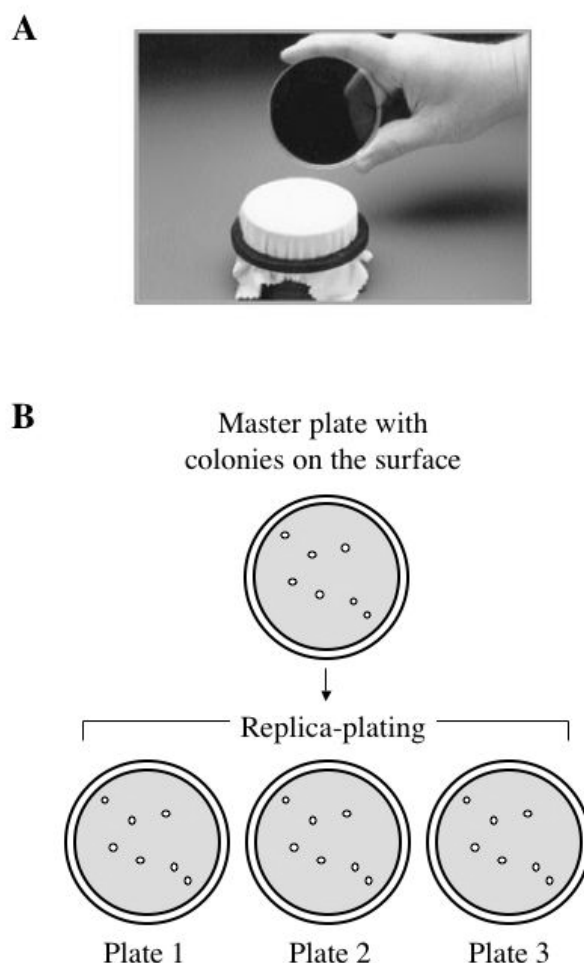 A
B
Master plate with
colonies on the surface
Replica-plating
Plate 1
Plate 2
Plate 3